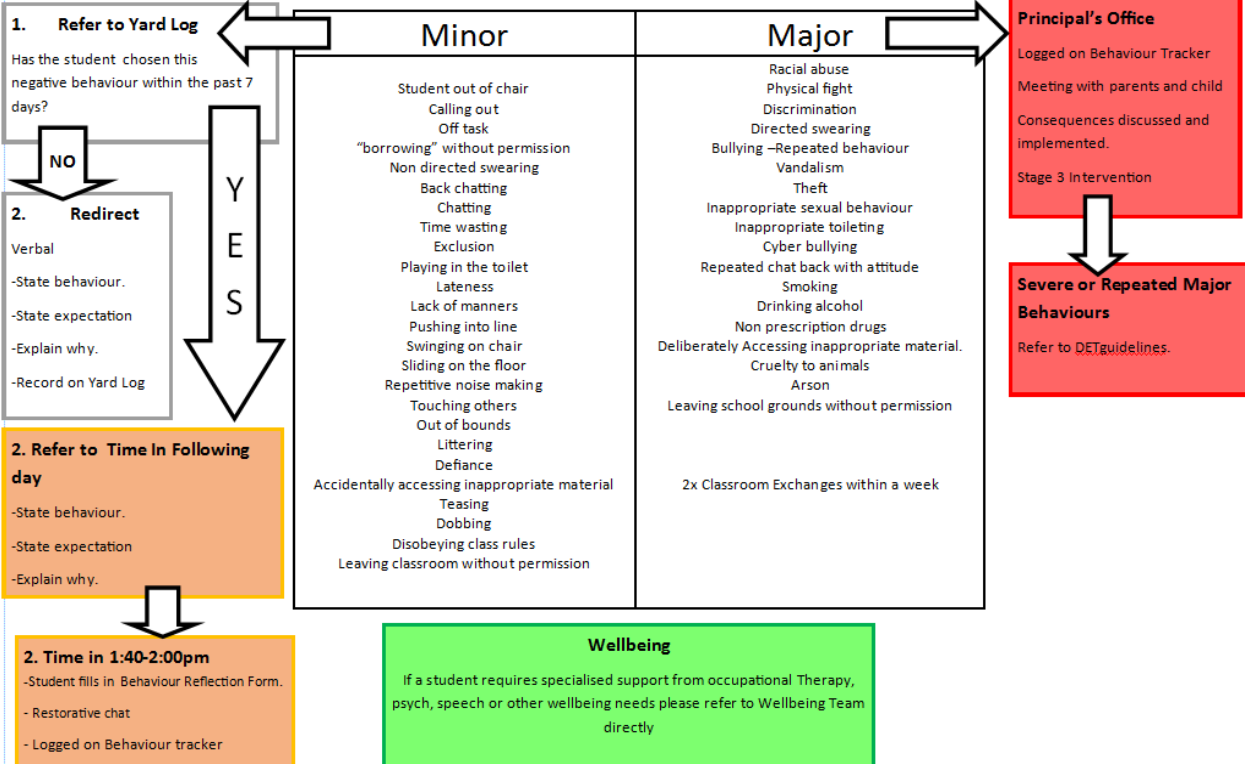 1. Refer to Yard Log
Has the student chosen this
negative behaviour within the past 7
days?
NO
YES
2. Redirect
Verbal
-State behaviour.
-State expectation
-Explain why.
-Record on Yard Log
2. Refer to Time In Following
day
-State behaviour.
-State expectation
-Explain why.
2. Time in 1:40-2:00pm
-Student fills in Behaviour Reflection Form.
- Restorative chat
- Logged on Behaviour tracker
Minor
Student out of chair
Calling out
Off task
“borrowing” without permission
Non directed swearing
Back chatting
Chatting
Time wasting
Exclusion
Playing in the toilet
Lateness
Lack of manners
Pushing into line
Swinging on chair
Sliding on the floor
Repetitive noise making
Touching others
Out of bounds
Littering
Defiance
Accidentally accessing inappropriate material
Teasing
Dobbing
Disobeying class rules
Leaving classroom without permission
Major
Racial abuse
Physical fight
Discrimination
Directed swearing
Bullying –Repeated behaviour
Vandalism
Theft
Inappropriate sexual behaviour
Inappropriate toileting
Cyber bullying
Repeated chat back with attitude
Smoking
Drinking alcohol
Non prescription drugs
Deliberately Accessing inappropriate material.
Cruelty to animals
Arson
Leaving school grounds without permission
2x Classroom Exchanges within a week
Principal’s Office
Logged on Behaviour Tracker
Meeting with parents and child
Consequences discussed and
implemented.
Stage 3 Intervention
Severe or Repeated Major
Behaviours
Refer to DETguidelines.
Wellbeing
If a student requires specialised support from occupational Therapy,
psych, speech or other wellbeing needs please refer to Wellbeing Team
directly